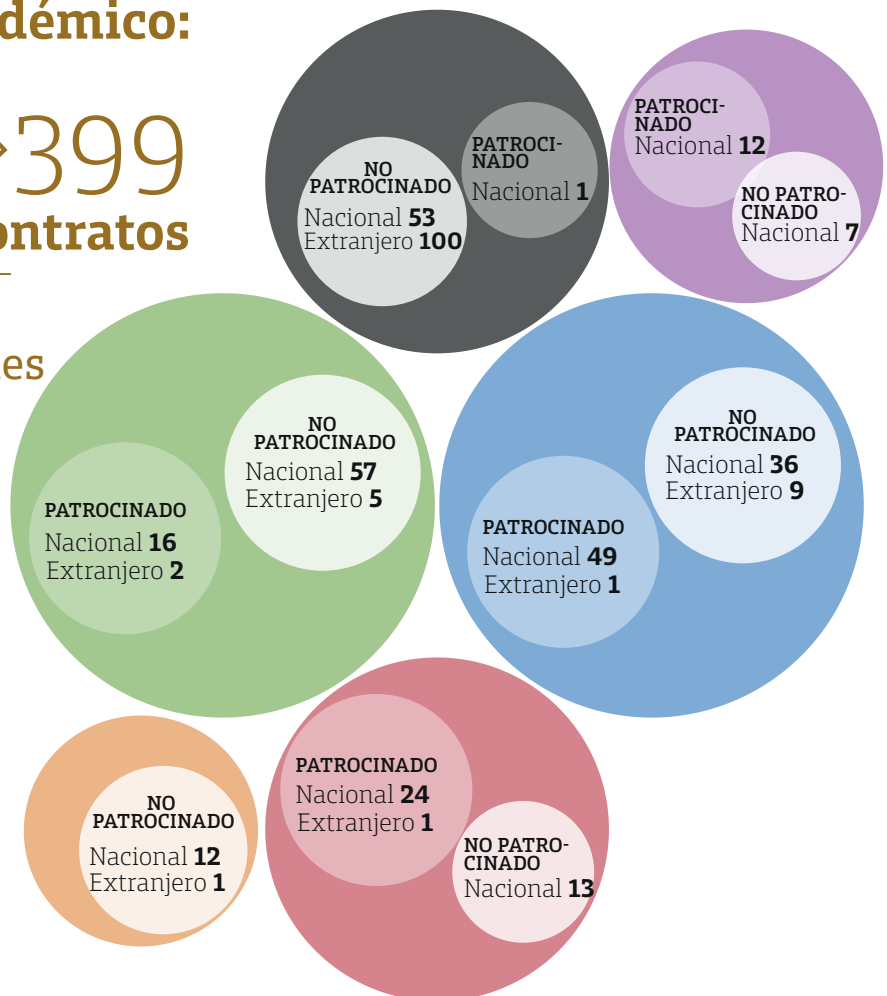 démico:
399
ontratos
es
NO
PATROCINADO
Nacional 53
Extranjero 100
PATROCI-
NADO
Nacional 1
PATROCI-
NADO
Nacional 12
NO PATRO-
CINADO
Nacional 7
NO
PATROCINADO
Nacional 57
Extranjero 5
PATROCINADO
Nacional 16
Extranjero 2
NO
PATROCINADO
Nacional 36
Extranjero 9
PATROCINADO
Nacional 49
Extranjero 1
NO
PATROCINADO
Nacional 12
Extranjero 1
PATROCINADO
Nacional 24
Extranjero 1
NO PATRO-
CINADO
Nacional 13